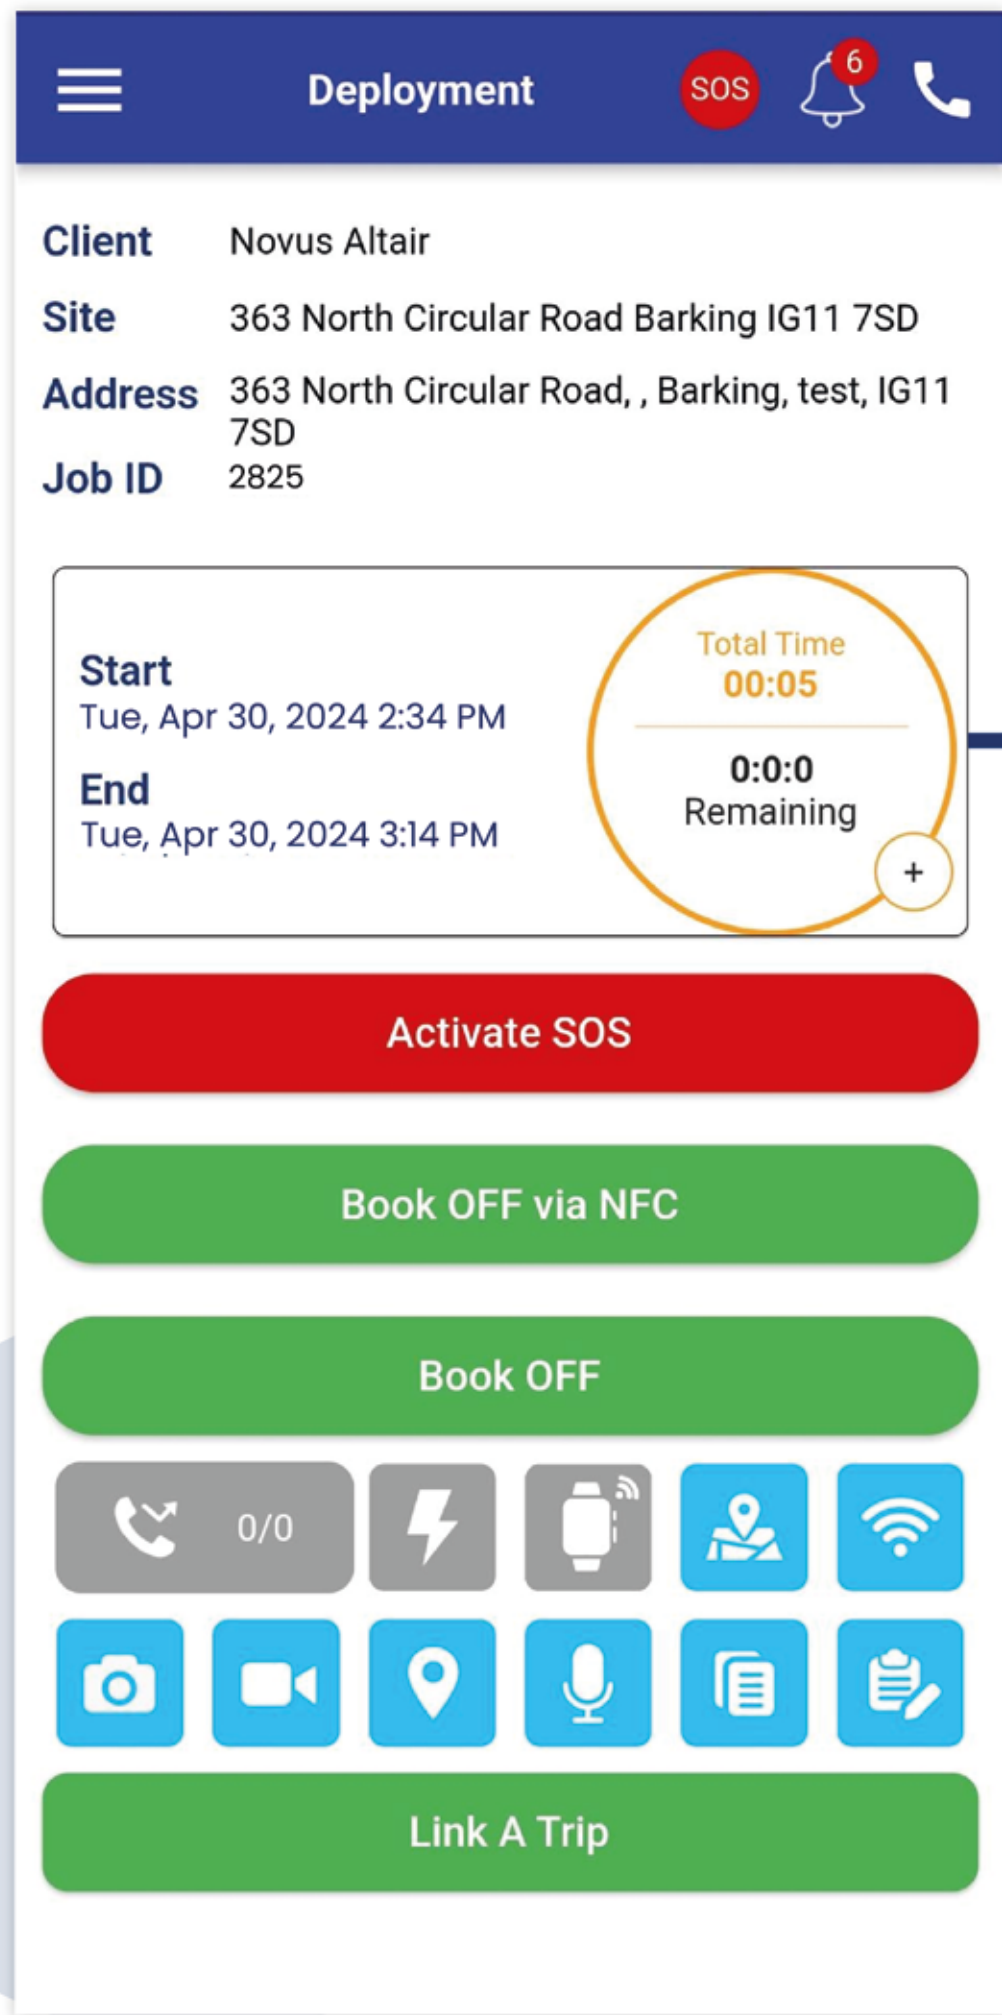 Deployment
SOS
6
Client
Novus Altair
Site
363 North Circular Road Barking IG11 7SD
Address
363 North Circular Road, , Barking, test, IG11
7SD
Job ID
2825
Start
Tue, Apr 30, 2024 2:34 PM
End
Tue, Apr 30, 2024 3:14 PM
Total Time
00:05
0:0:0
Remaining
+
Activate SOS
Book OFF via NFC
Book OFF
0/0
Link A Trip